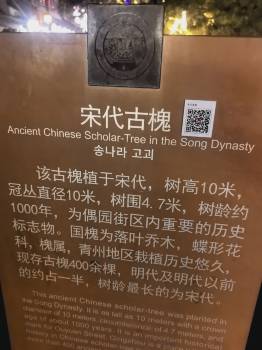 宋代古槐
Ancient Chinese Scholar-Tree in the Song Dynasty
송나라 고괴
该古槐植于宋代，树高10米，
冠丛直径10米，树围4.7米，树龄约
1000年，为偶园街区内重要的历史
标志物。国槐为落叶乔木，蝶形花
科，槐属，青州地区栽植历史悠久，
现存古槐400余棵，明代及明代以前
的约占一半，树龄最长的为宋代。
This ancient Chinese scholar-tree was planted in
the Song Dynasty. It is as tall as 10 meters with a crown
diameter of 10 meters, circumference of 4.7 meters, and
age of about 1000 years. It is an important historical